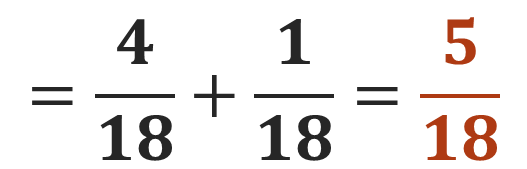 = 4/18 + 1/18 = 5/18